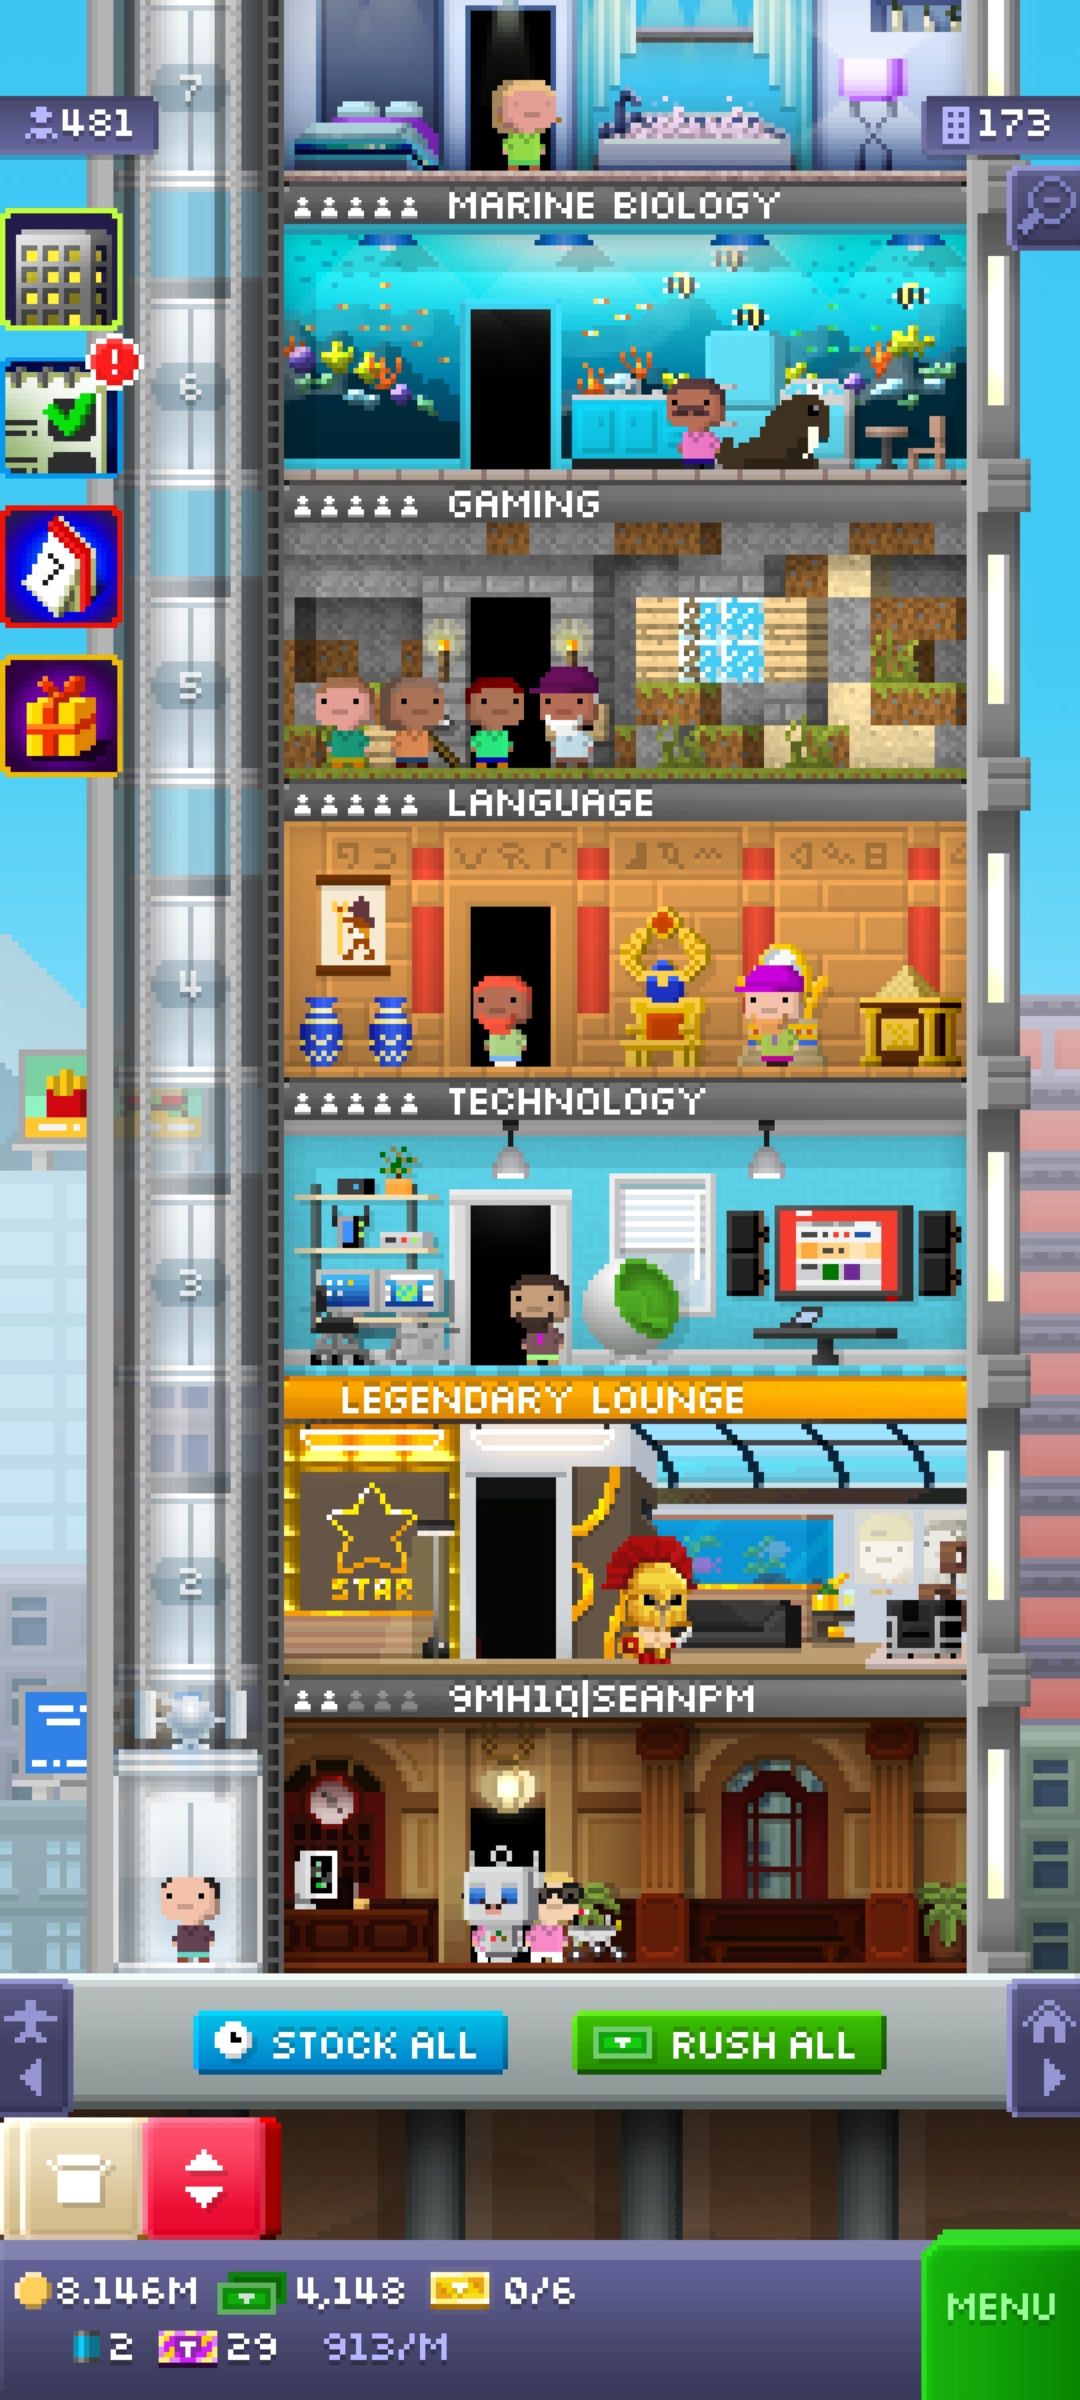 7
481
173
MARINE BIOLOGY
6
GAMING
7
5
LANGUAGE
4
TECHNOLOGY
3
LEGENDARY LOUNGE
STAR
2
9MH1Q|SEANPM
STOCK ALL
RUSH ALL
8.146M
4,148
0/6
MENU
2
29
913/M